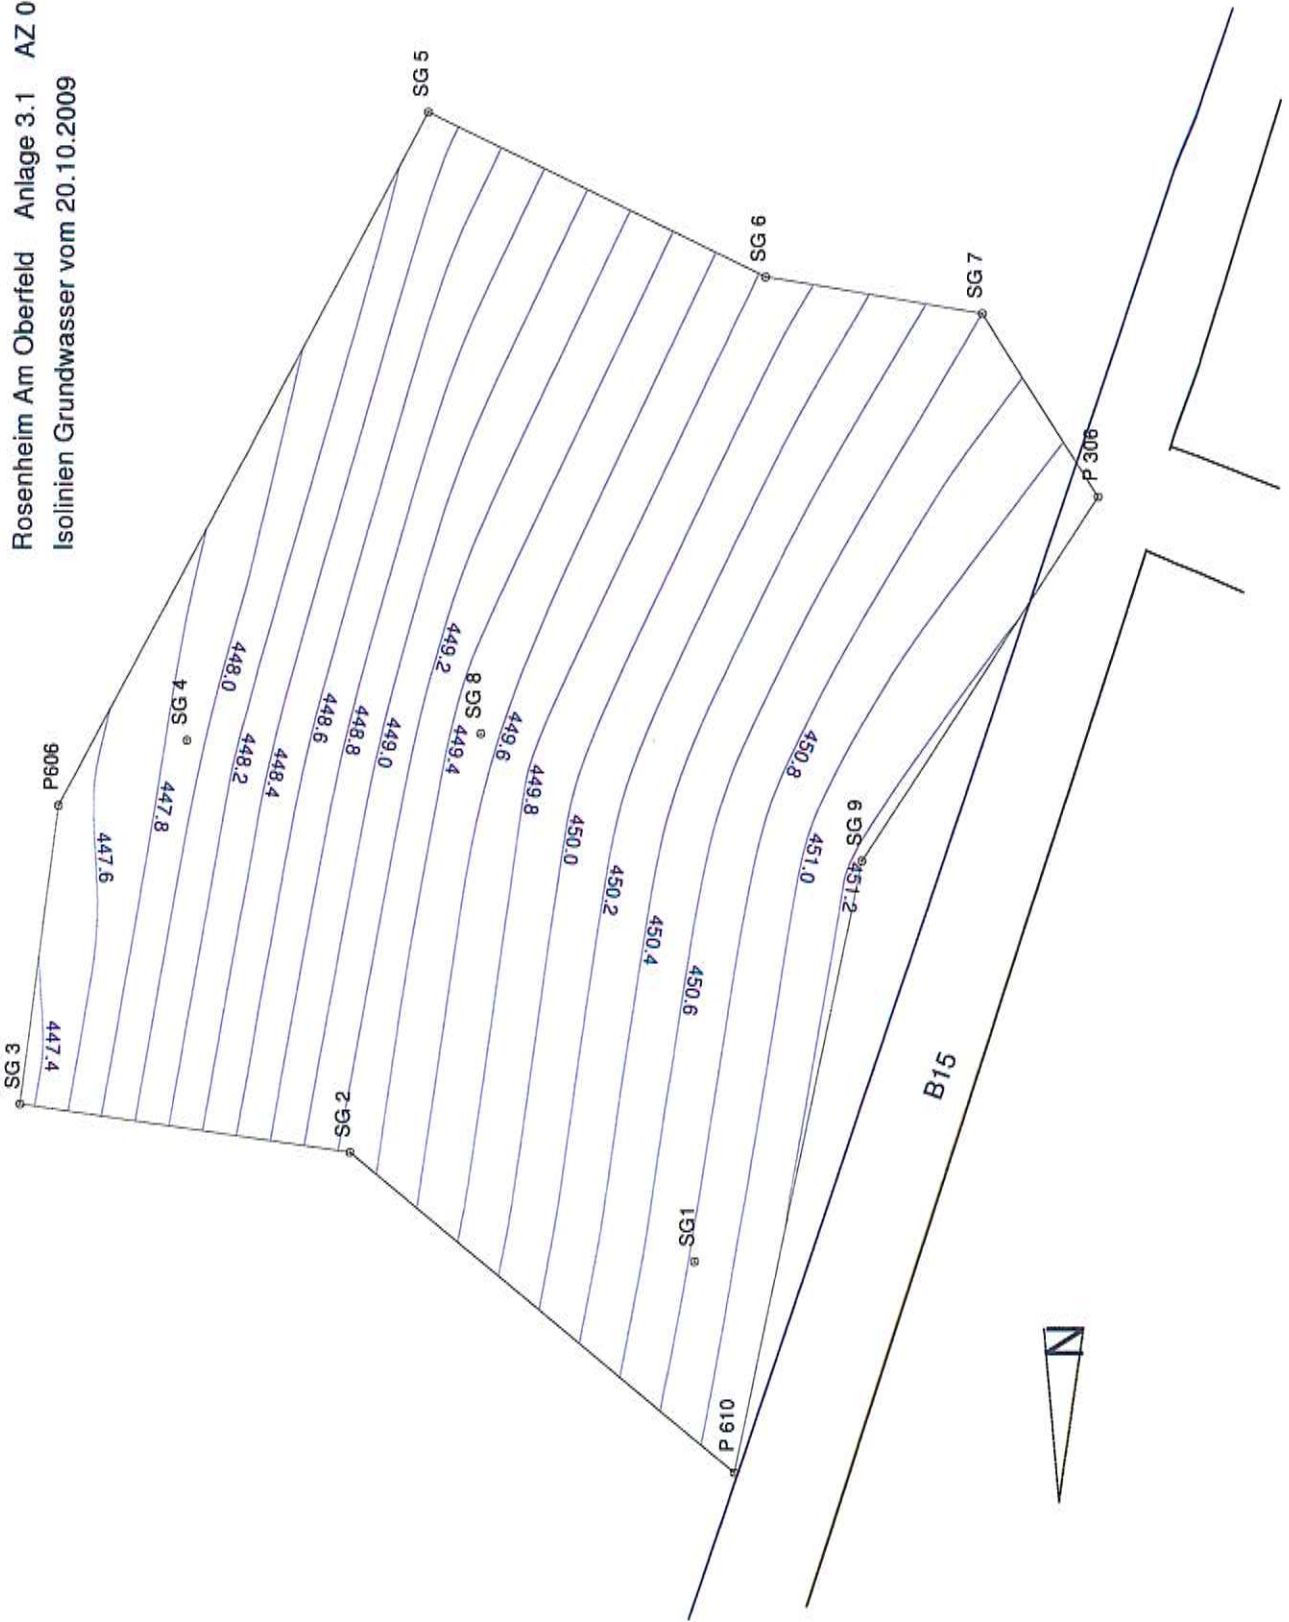 Rosenheim Am Oberfeld Anlage 3.1 AZ 0
Isolinien Grundwasser vom 20.10.2009
SG 5
SG 6
SG 7
P 306
P606
SG 4
SG 8
SG 9
SG 3
SG 2
SG1
P 610
447.4
447.6
447.8
448.0
448.2
448.4
448.6
448.8
449.0
449.2
449.4
449.6
449.8
450.0
450.2
450.4
450.6
450.8
451.0
451.2
B15
N